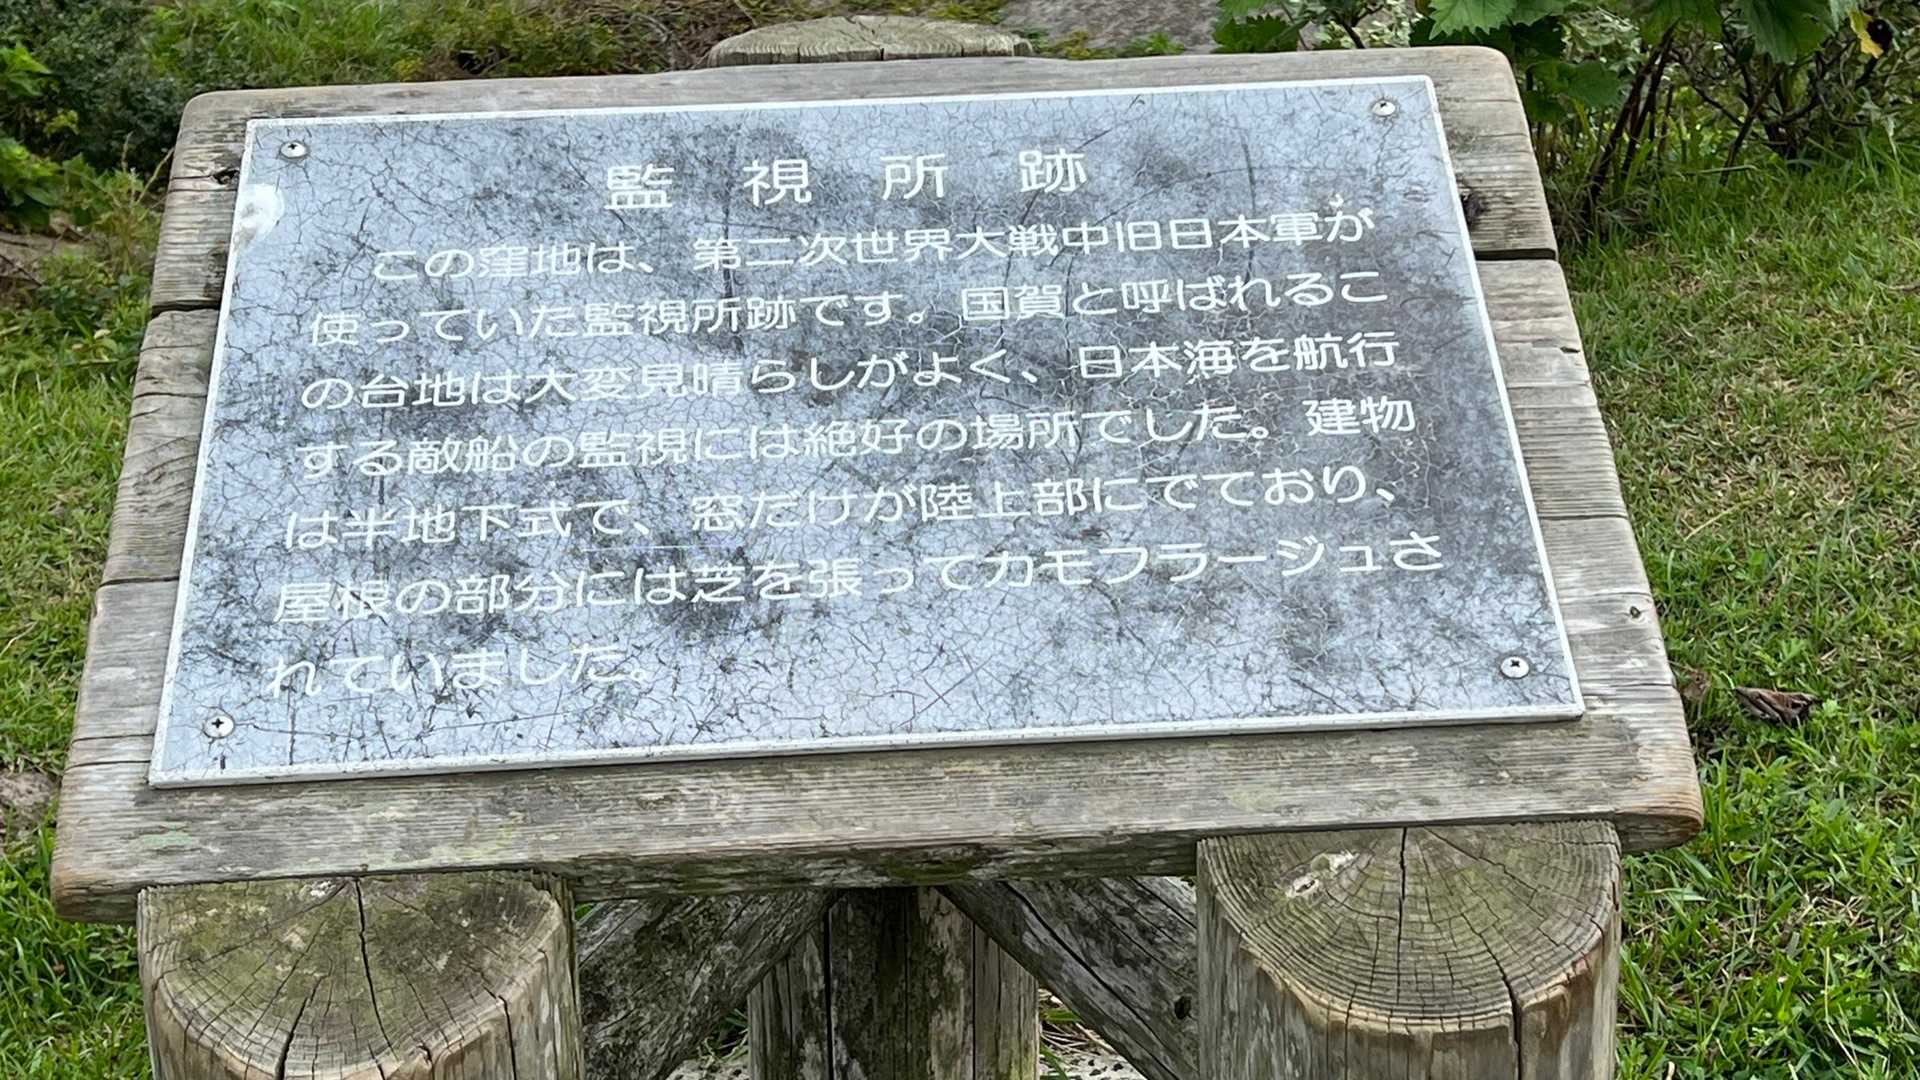 監視所跡
この窪地は、第二次世界大戦中旧日本軍が
使っていた監視所跡です。国賀と呼ばれるこ
の台地は大変見晴らしがよく、日本海を航行
する敵船の監視には絶好の場所でした。建物
は半地下式で、窓だけが陸上部にでており、
屋根の部分には芝を張ってカモフラージュさ
れていました。